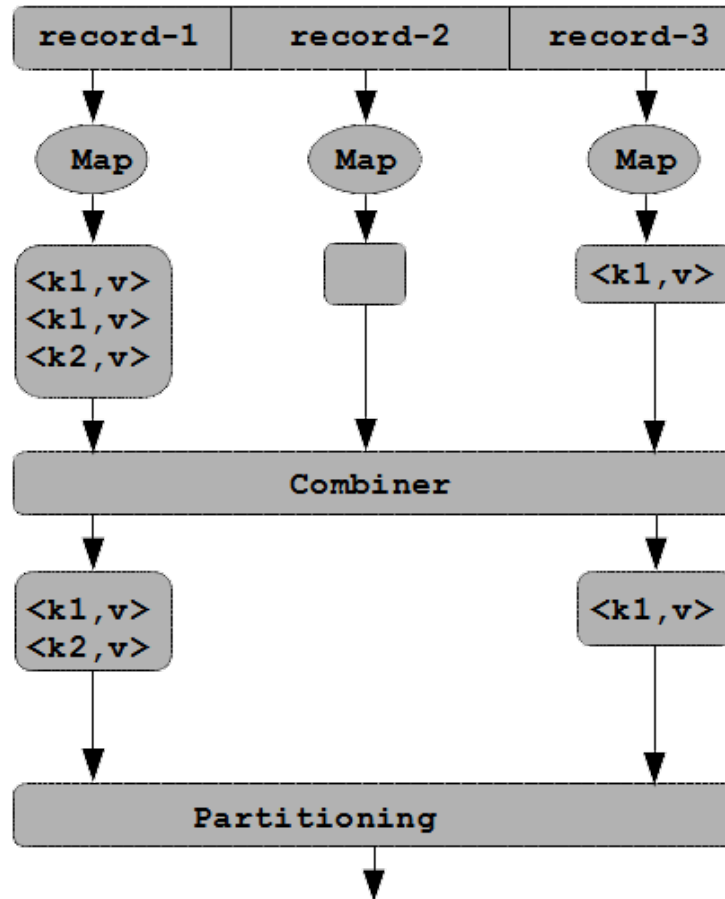 record-1 record-2 record-3
Map Map Map
<k1,v> <k1,v>
<k1,v>
<k2,v>
Combiner
<k1,v> <k1,v>
<k2,v>
Partitioning